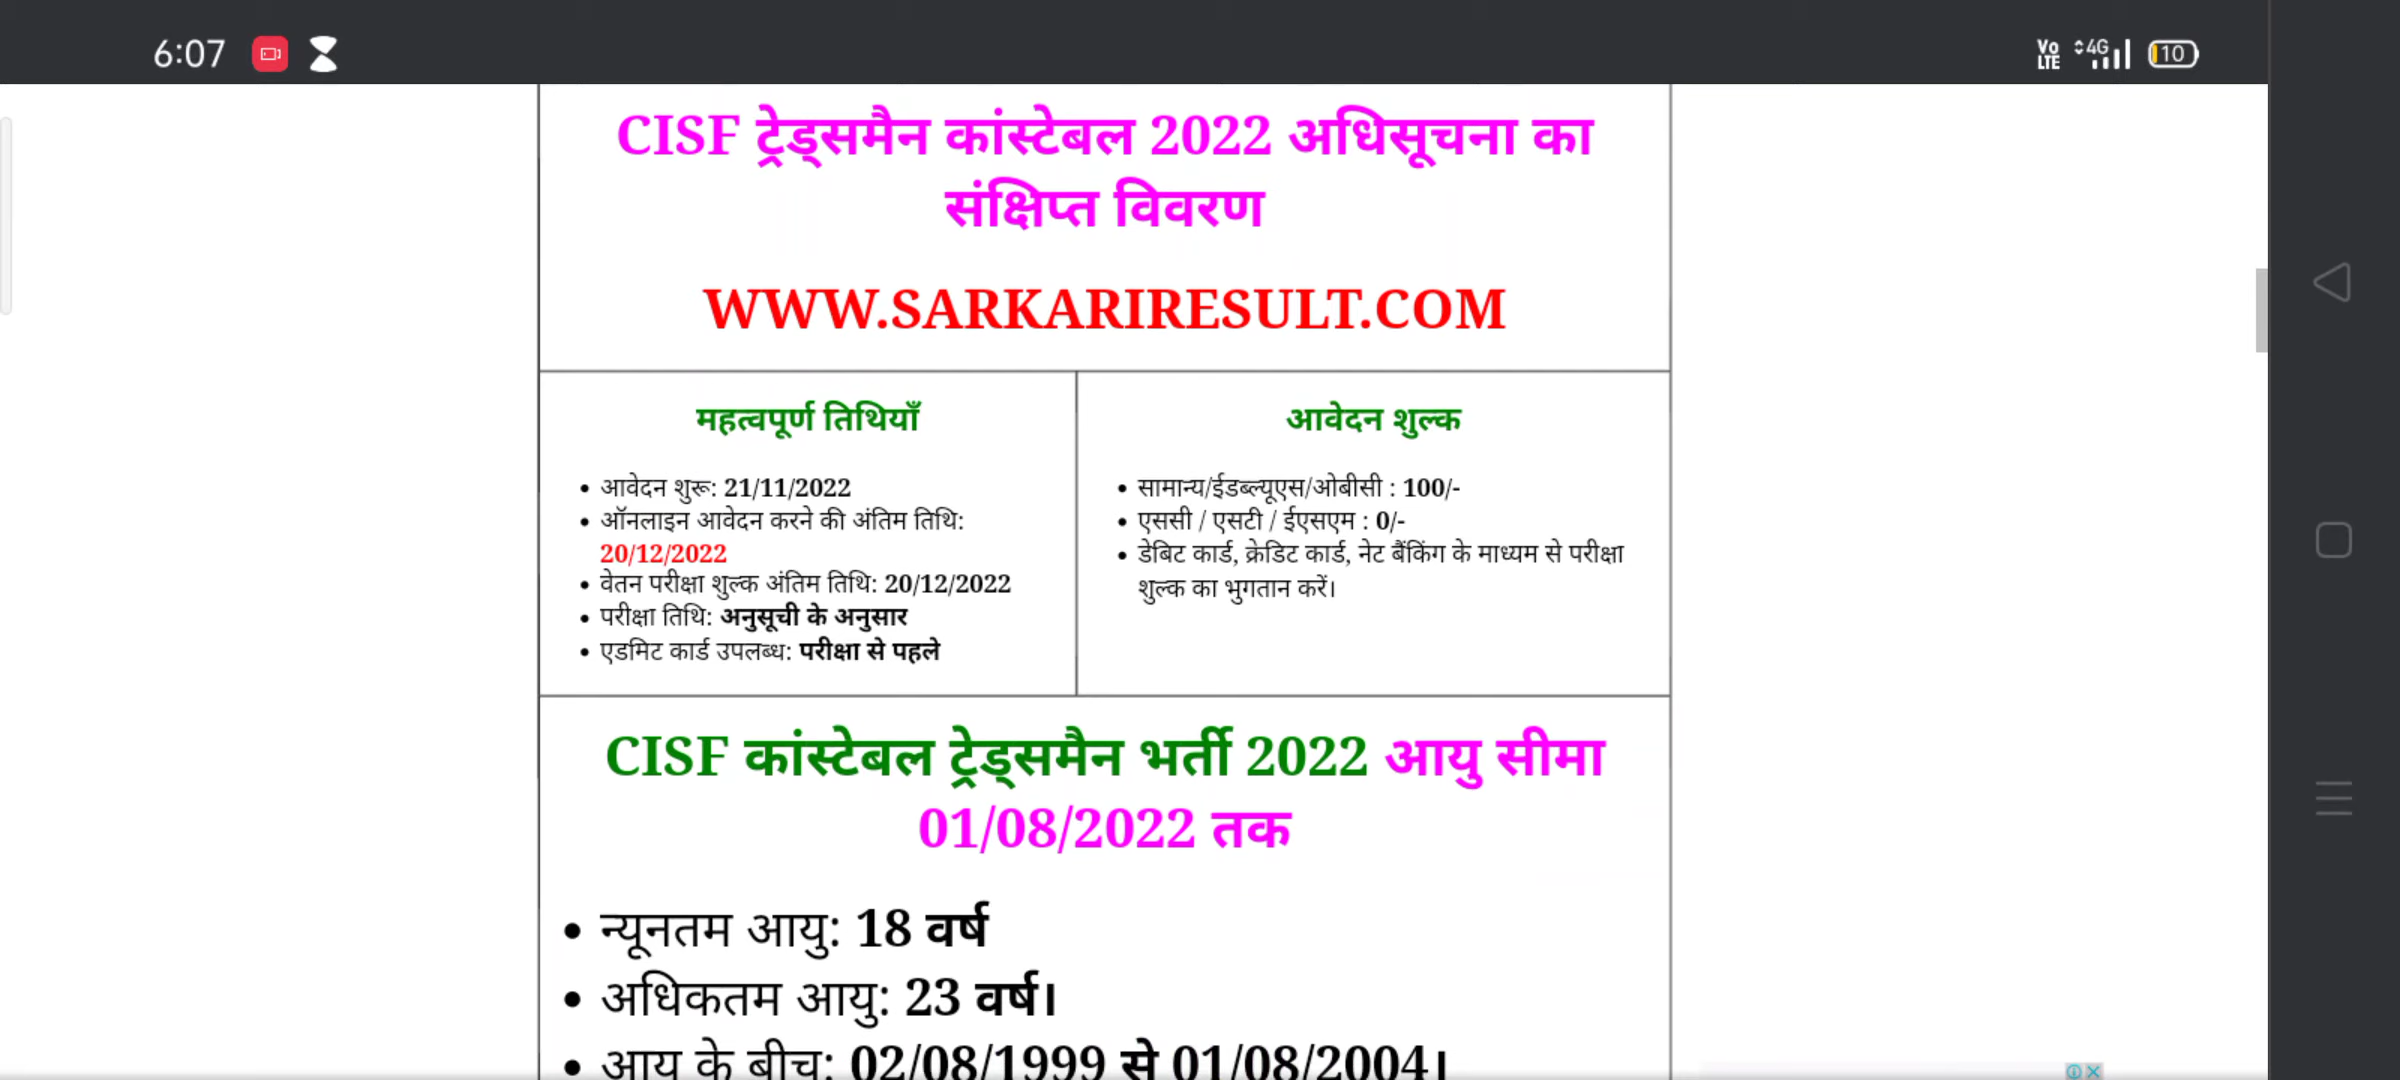 6:07
Vo LTE 4G 10
CISF ट्रेड्समैन कांस्टेबल 2022 अधिसूचना का
संक्षिप्त विवरण
WWW.SARKARIRESULT.COM
महत्वपूर्ण तिथियाँ
आवेदन शुरू: 21/11/2022
ऑनलाइन आवेदन करने की अंतिम तिथि:
20/12/2022
वेतन परीक्षा शुल्क अंतिम तिथि: 20/12/2022
परीक्षा तिथि: अनुसूची के अनुसार
एडमिट कार्ड उपलब्ध: परीक्षा से पहले
आवेदन शुल्क
सामान्य/ईडब्ल्यूएस/ओबीसी : 100/-
एससी / एसटी / ईएसएम : 0/-
डेबिट कार्ड, क्रेडिट कार्ड, नेट बैंकिंग के माध्यम से परीक्षा
शुल्क का भुगतान करें।
CISF कांस्टेबल ट्रेड्समैन भर्ती 2022 आयु सीमा
01/08/2022 तक
न्यूनतम आयु: 18 वर्ष
अधिकतम आयु: 23 वर्ष।
आयु के बीच: 02/08/1999 से 01/08/2004।